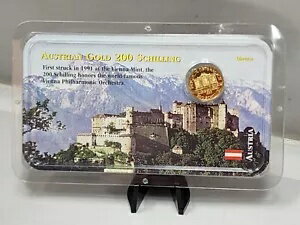 Austrian Gold 200 Schilling
First struck in 1991 at the Vienna Mint, the
200 Schilling honors the world-famous
Vienna Philharmonic Orchestra.
Austria